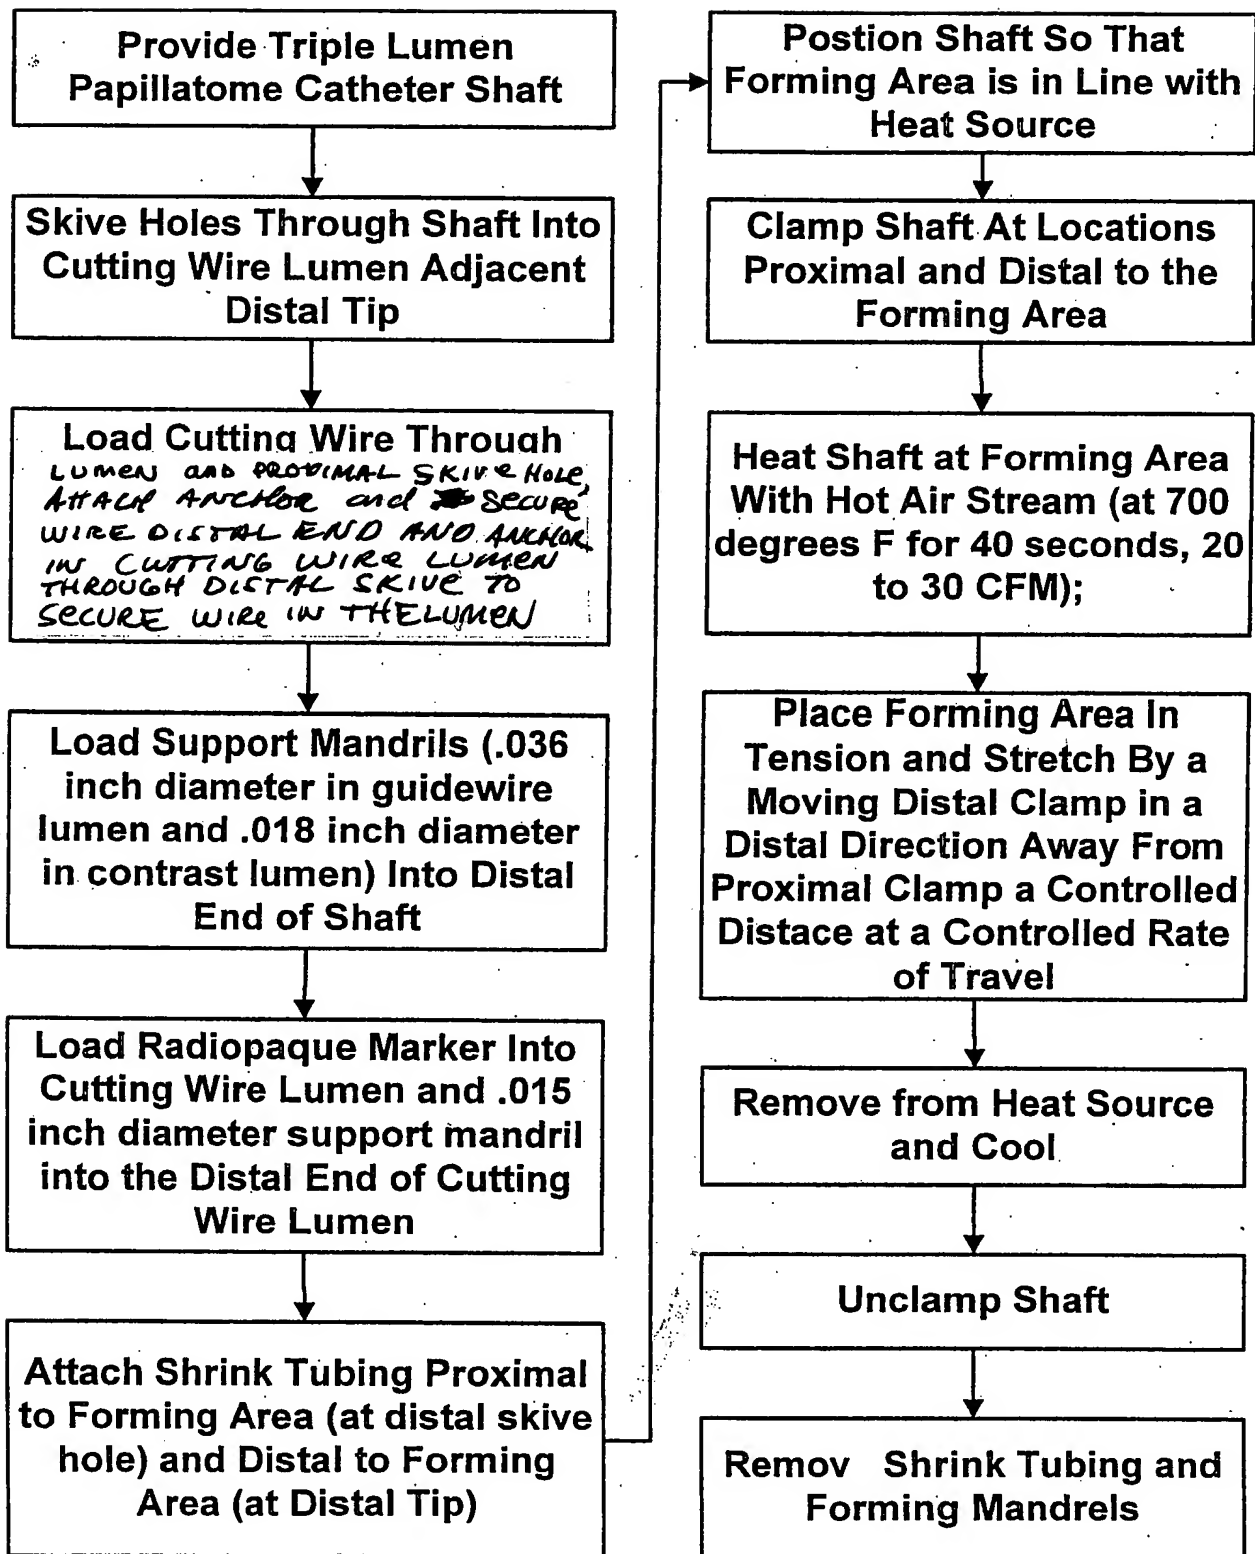 Provide Triple Lumen
Papillatome Catheter Shaft
Skive Holes Through Shaft Into
Cutting Wire Lumen Adjacent
Distal Tip
Load Cutting Wire Through
LUMEN AND PROXIMAL SKIVE HOLE,
ATTACH ANCHOR and SECURE
WIRE DISTAL END AND ANCHOR
IN CUTTING WIRE LUMEN
THROUGH DISTAL SKIVE TO
SECURE WIRE IN THE LUMEN
Load Support Mandrils (.036
inch diameter in guidewire
lumen and .018 inch diameter
in contrast lumen) Into Distal
End of Shaft
Load Radiopaque Marker Into
Cutting Wire Lumen and .015
inch diameter support mandril
into the Distal End of Cutting
Wire Lumen
Attach Shrink Tubing Proximal
to Forming Area (at distal skive
hole) and Distal to Forming
Area (at Distal Tip)
Postion Shaft So That
Forming Area is in Line with
Heat Source
Clamp Shaft At Locations
Proximal and Distal to the
Forming Area
Heat Shaft at Forming Area
With Hot Air Stream (at 700
degrees F for 40 seconds, 20
to 30 CFM);
Place Forming Area In
Tension and Stretch By a
Moving Distal Clamp in a
Distal Direction Away From
Proximal Clamp a Controlled
Distace at a Controlled Rate
of Travel
Remove from Heat Source
and Cool
Unclamp Shaft
Remov Shrink Tubing and
Forming Mandrels